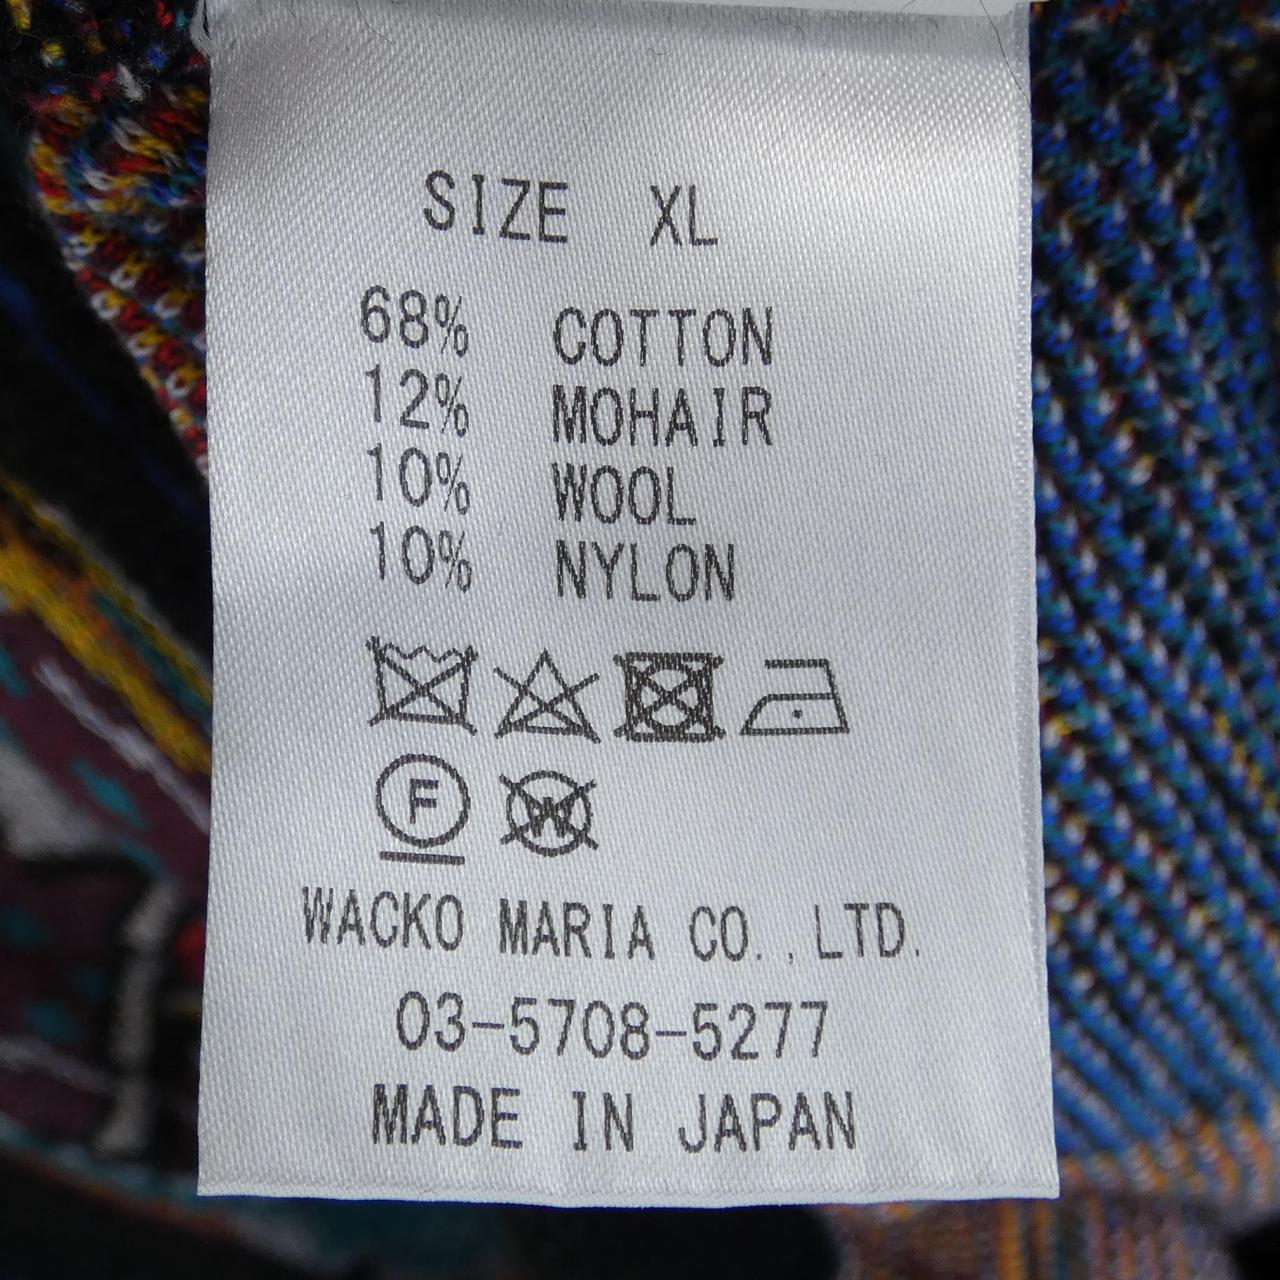 SIZE XL
68% COTTON
12% MOHAIR
10% WOOL
10% NYLON
F W
WACKO MARIA CO.,LTD.
03-5708-5277
MADE IN JAPAN